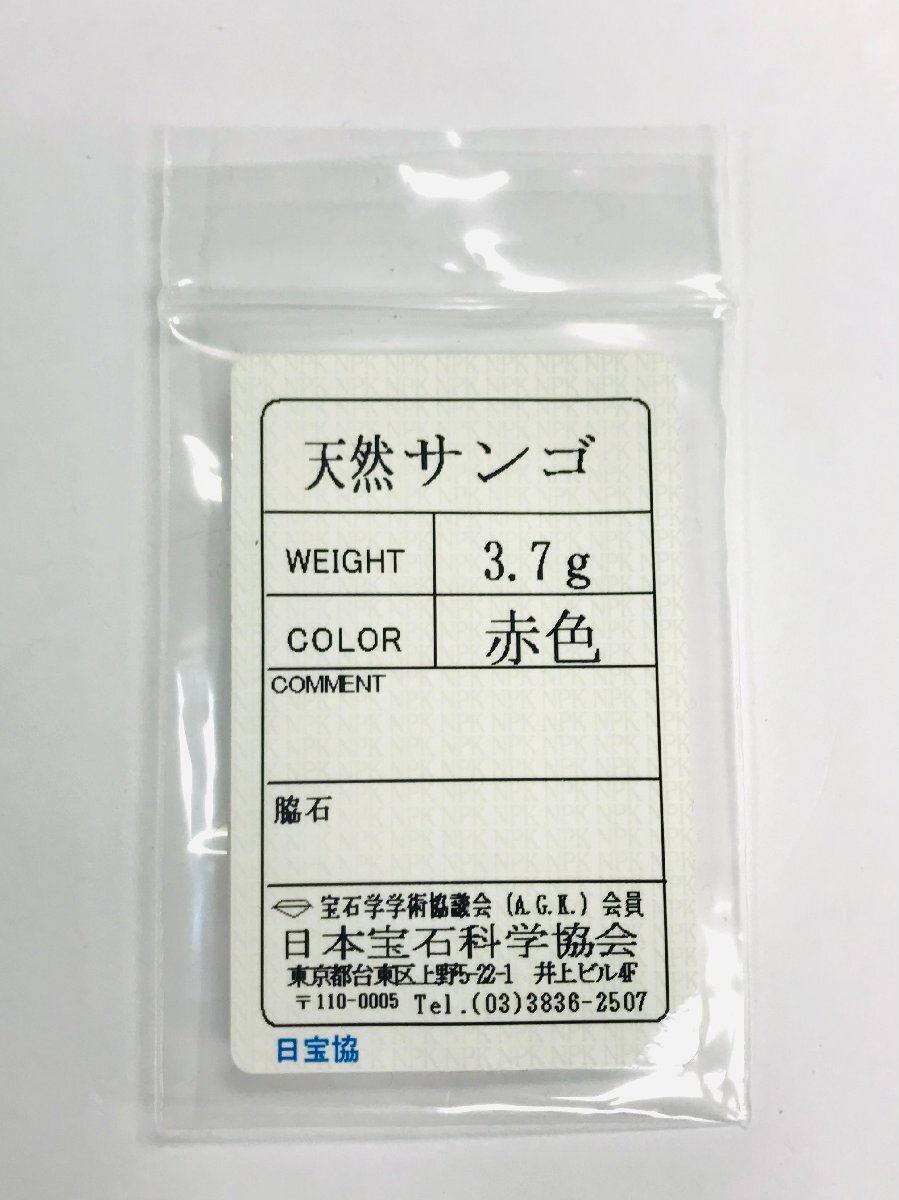 天然サンゴ
WEIGHT 3.7g
COLOR 赤色
COMMENT
脇石
宝石学学術協議会(A.G.K.)会員
日本宝石科学協会
東京都台東区上野5-22-1 井上ビル4F
〒110-0005 Tel.(03)3836-2507
日宝協